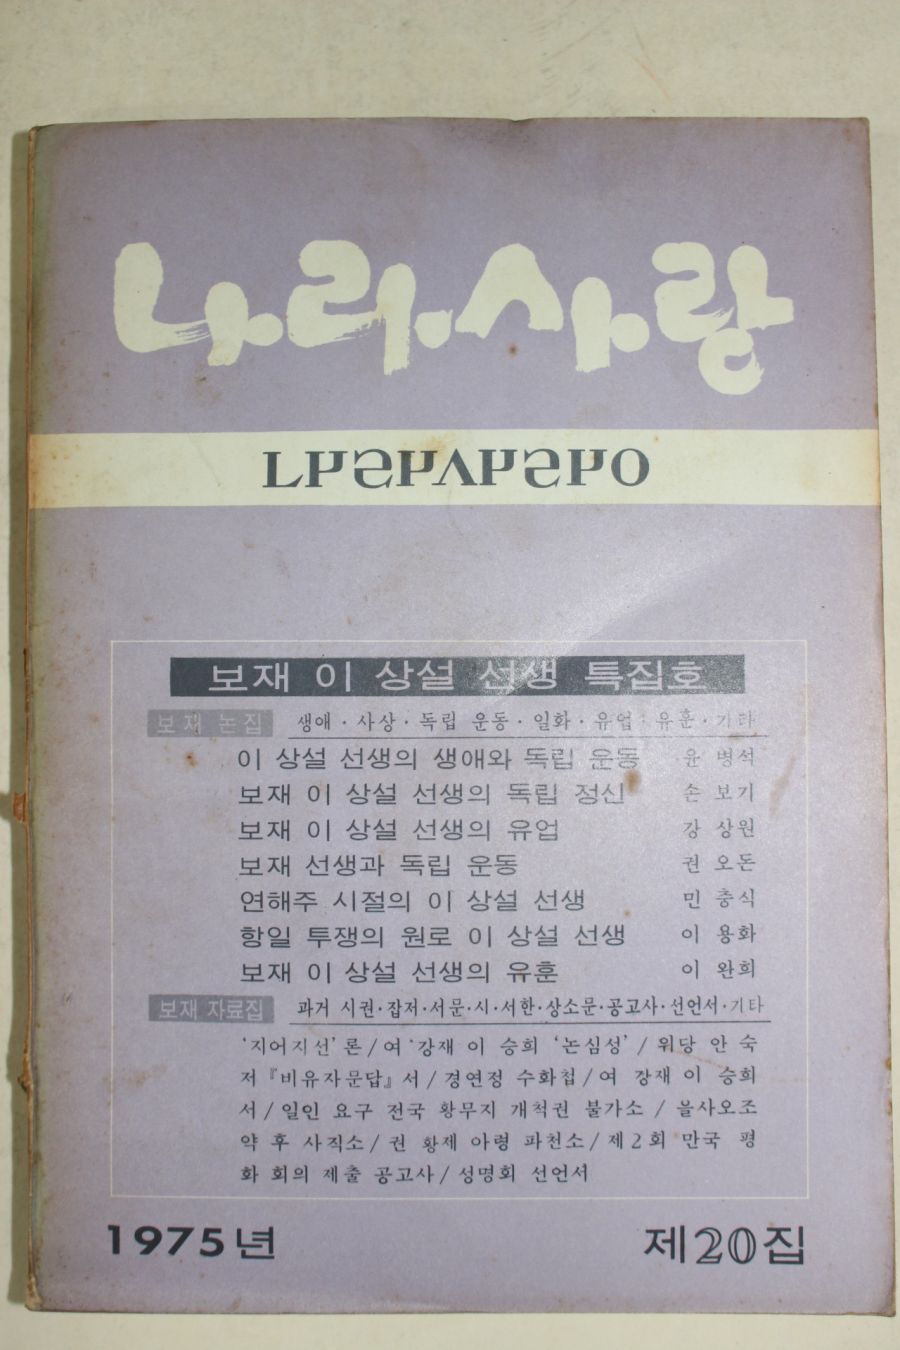 나라사랑
ㄴㅏㄹㅏㅅㅏㄹㅏㅇ
보재 이 상설 선생 특집호
보재 논집 생애·사상·독립 운동·일화·유업·유훈·기타
이 상설 선생의 생애와 독립 운동 윤 병석
보재 이 상설 선생의 독립 정신 손 보기
보재 이 상설 선생의 유업 강 상원
보재 선생과 독립 운동 권 오돈
연해주 시절의 이 상설 선생 민 충식
항일 투쟁의 원로 이 상설 선생 이 용화
보재 이 상설 선생의 유훈 이 완희
보재 자료집 과거 시권·잡저·서문·시·서한·상소문·공고사·선언서·기타
'지어지선' 론/여 강재 이 승희 '논심성' / 위당 안 숙
저 『비유자문답』 서/경연정 수화첩/여 강재 이 승희
서/일인 요구 전국 황무지 개척권 불가소 / 을사오조
약 후 사직소/권 황제 아령 파천소/제2회 만국 평
화 회의 제출 공고사/성명회 선언서
1975년 제20집